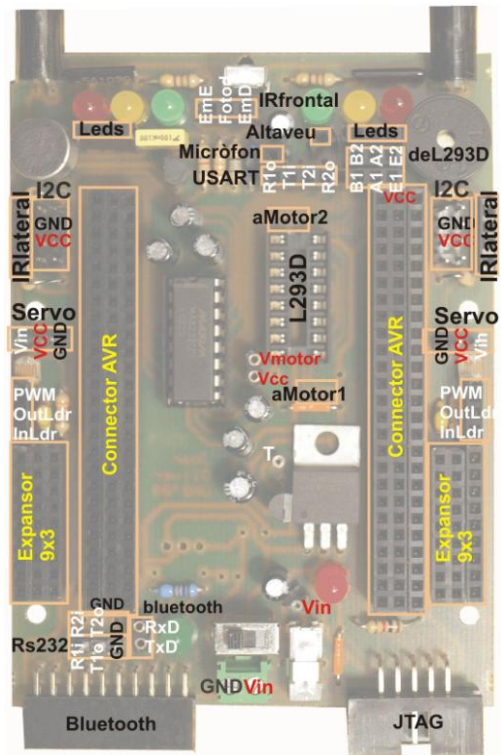 EmE
Fotod
EmD
IRfrontal
Leds
Altaveu
Leds
Micròfon
deL293D
USART
R1o
T1i
T2i
R2o
B1 B2
A1 A2
E1 E2
VCC
I2C
I2C
IRlateral
GND
VCC
aMotor2
GND
VCC
IRlateral
L293D
Servo
Servo
Vin
VCC
GND
GND
VCC
Vin
Connector AVR
Connector AVR
Vmotor
Vcc
aMotor1
PWM
OutLdr
InLdr
PWM
OutLdr
InLdr
T
Expansor
9x3
Expansor
9x3
GND
bluetooth
Vin
Rs232
R1i R2i
T1o T2o
GND
RxD
TxD
GND Vin
Bluetooth
JTAG